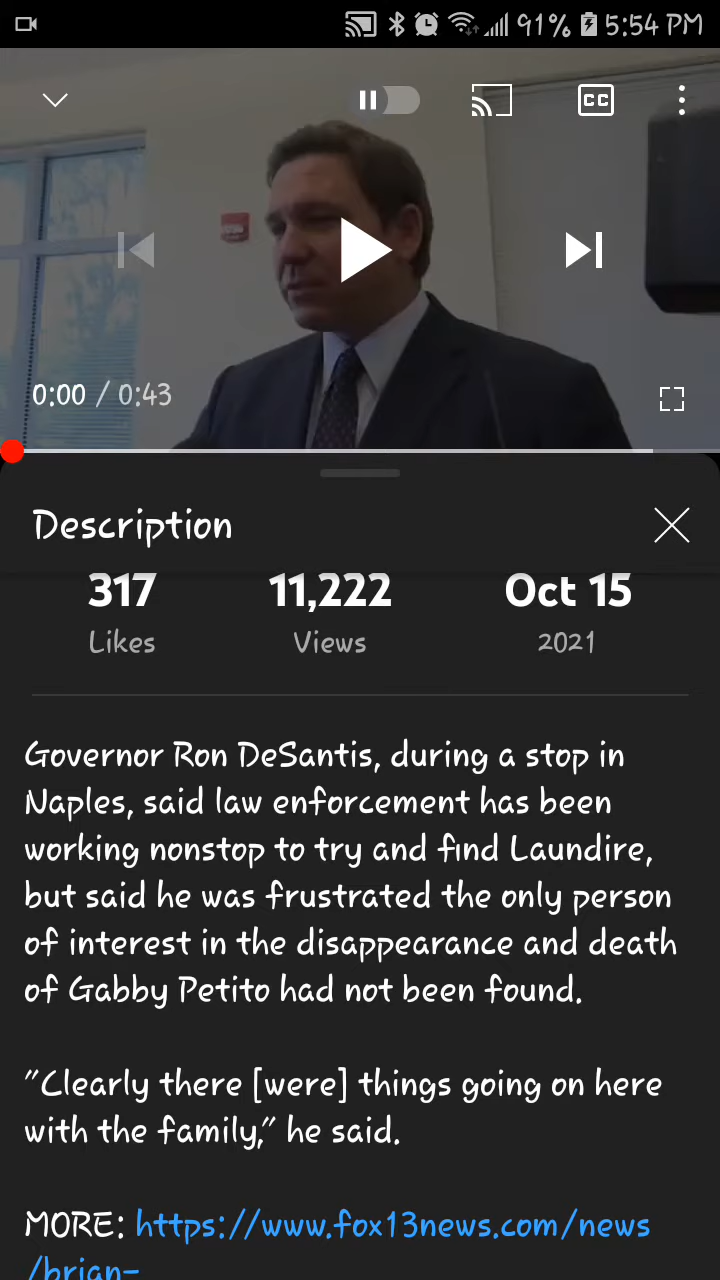 91% 5:54 PM
CC
0:00 / 0:43
Description
317 11,222 Oct 15
Likes Views 2021
Governor Ron DeSantis, during a stop in
Naples, said law enforcement has been
working nonstop to try and find Laundire,
but said he was frustrated the only person
of interest in the disappearance and death
of Gabby Petito had not been found.
"Clearly there [were] things going on here
with the family," he said.
MORE: https://www.fox13news.com/news
/brian-